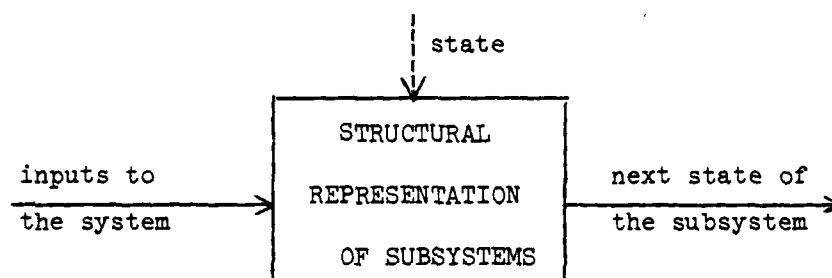 state
STRUCTURAL
inputs to
REPRESENTATION
next state of
the system
the subsystem
OF SUBSYSTEMS